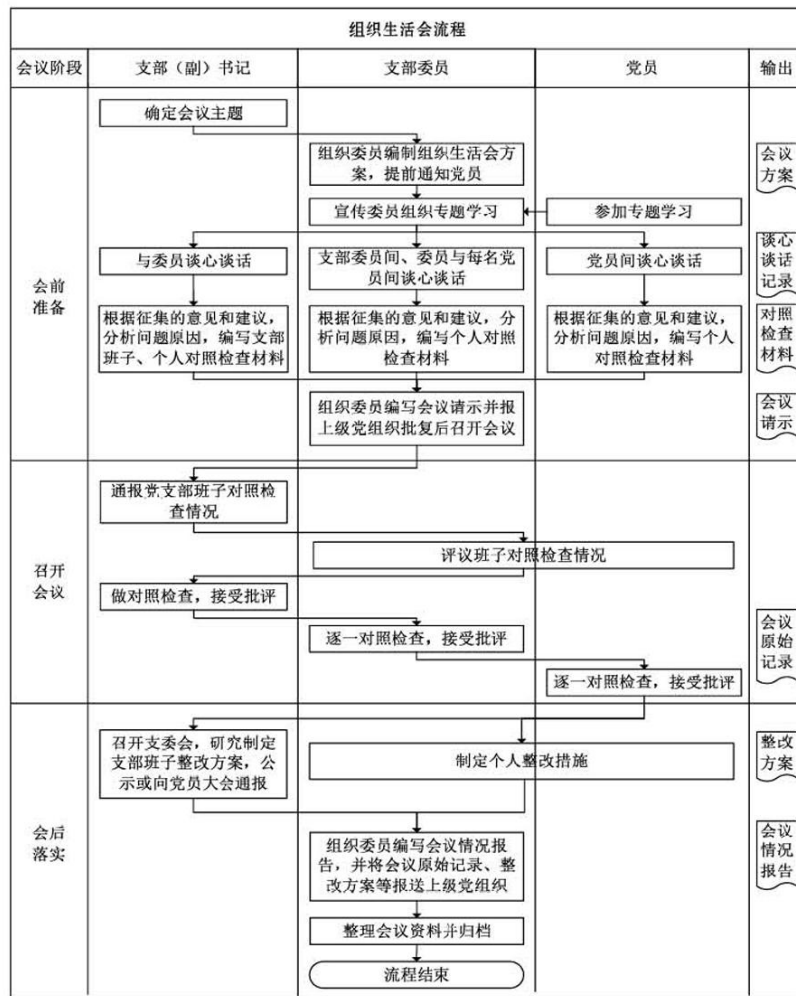 组织生活会流程
会议阶段
支部（副）书记
支部委员
党员
输出
会前
准备
确定会议主题
组织委员编制组织生活会方
案，提前通知党员
会议
方案
宣传委员组织专题学习
参加专题学习
与委员谈心谈话
支部委员间、委员与每名党
员间谈心谈话
党员间谈心谈话
谈心
谈话
记录
根据征集的意见和建议，
分析问题原因，编写支部
班子、个人对照检查材料
根据征集的意见和建议，分
析问题原因，编写个人对照
检查材料
根据征集的意见和建议，
分析问题原因，编写个人
对照检查材料
对照
检查
材料
组织委员编写会议请示并报
上级党组织批复后召开会议
会议
请示
召开
会议
通报党支部班子对照检
查情况
评议班子对照检查情况
做对照检查，接受批评
逐一对照检查，接受批评
逐一对照检查，接受批评
会议
原始
记录
会后
落实
召开支委会，研究制定
支部班子整改方案，公
示或向党员大会通报
制定个人整改措施
整改
方案
组织委员编写会议情况报
告，并将会议原始记录、整
改方案等报送上级党组织
会议
情况
报告
整理会议资料并归档
流程结束